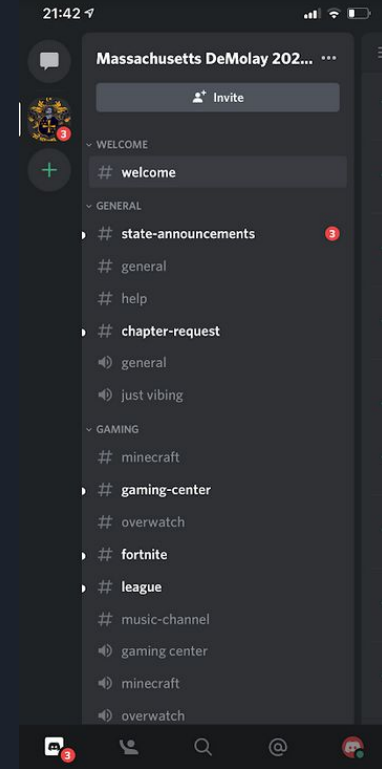 21:42
Massachusetts DeMolay 202... ...
Invite
3
WELCOME
# welcome
GENERAL
# state-announcements 3
# general
# help
# chapter-request
general
just vibing
GAMING
# minecraft
# gaming-center
# overwatch
# fortnite
# league
# music-channel
gaming center
minecraft
overwatch
3